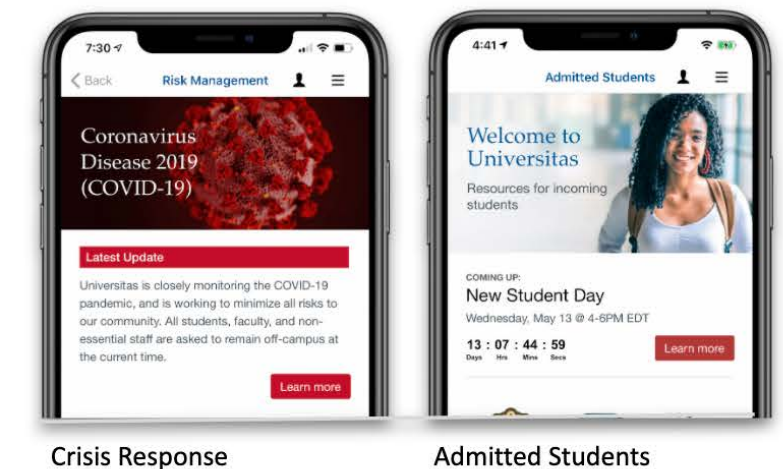 7:30
Back
Risk Management
Coronavirus
Disease 2019
(COVID-19)
Latest Update
Universitas is closely monitoring the COVID-19
pandemic, and is working to minimize all risks to
our community. All students, faculty, and non-
essential staff are asked to remain off-campus at
the current time.
Learn more
Crisis Response
4:41
Admitted Students
Welcome to
Universitas
Resources for incoming
students
COMING UP:
New Student Day
Wednesday, May 13 @ 4-6PM EDT
13 : 07 : 44 : 59
Days Hrs Mins Secs
Learn more
Admitted Students